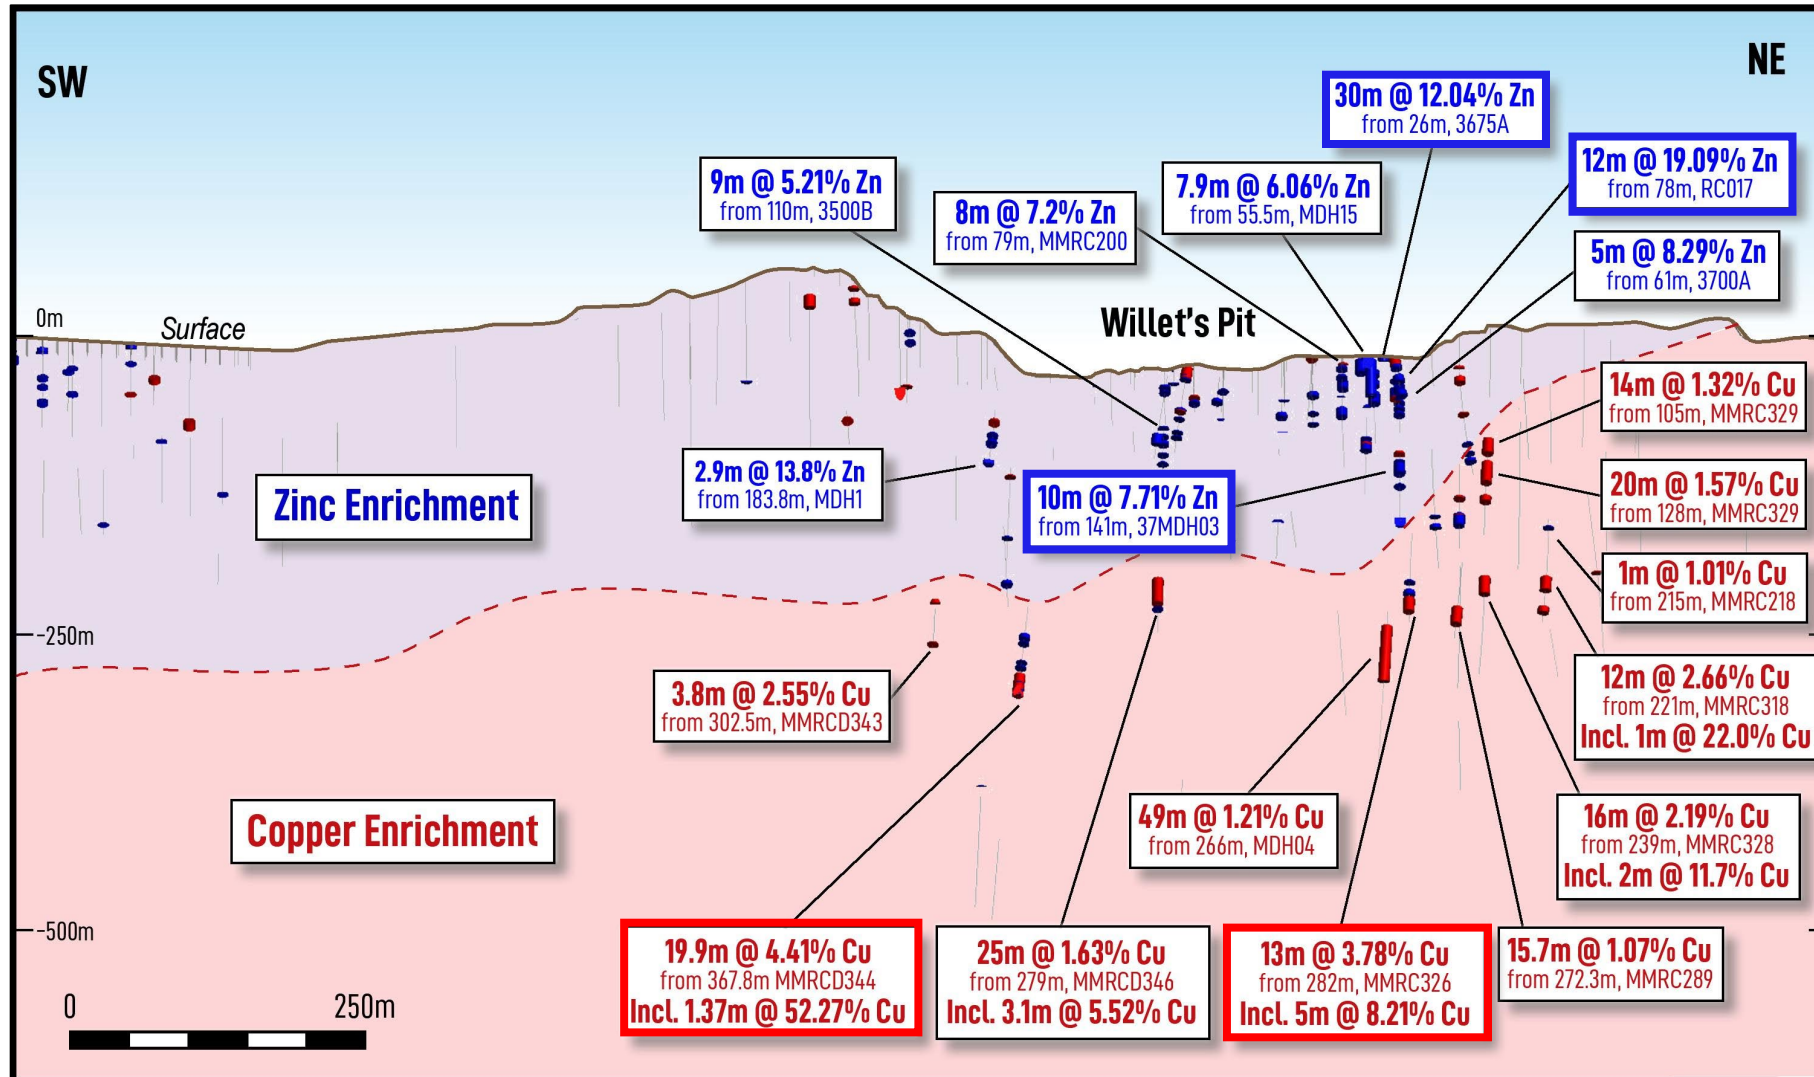 SW
NE
30m @ 12.04% Zn
from 26m, 3675A
12m @ 19.09% Zn
from 78m, RC017
9m @ 5.21% Zn
from 110m, 3500B
7.9m @ 6.06% Zn
from 55.5m, MDH15
8m @ 7.2% Zn
from 79m, MMRC200
5m @ 8.29% Zn
from 61m, 3700A
0m
Surface
Willet's Pit
14m @ 1.32% Cu
from 105m, MMRC329
2.9m @ 13.8% Zn
from 183.8m, MDH1
10m @ 7.71% Zn
from 141m, 37MDH03
20m @ 1.57% Cu
from 128m, MMRC329
Zinc Enrichment
1m @ 1.01% Cu
from 215m, MMRC218
-250m
3.8m @ 2.55% Cu
from 302.5m, MMRCD343
12m @ 2.66% Cu
from 221m, MMRC318
Incl. 1m @ 22.0% Cu
Copper Enrichment
49m @ 1.21% Cu
from 266m, MDH04
16m @ 2.19% Cu
from 239m, MMRC328
Incl. 2m @ 11.7% Cu
-500m
19.9m @ 4.41% Cu
from 367.8m MMRCD344
Incl. 1.37m @ 52.27% Cu
25m @ 1.63% Cu
from 279m, MMRCD346
Incl. 3.1m @ 5.52% Cu
13m @ 3.78% Cu
from 282m, MMRC326
Incl. 5m @ 8.21% Cu
15.7m @ 1.07% Cu
from 272.3m, MMRC289
0 250m